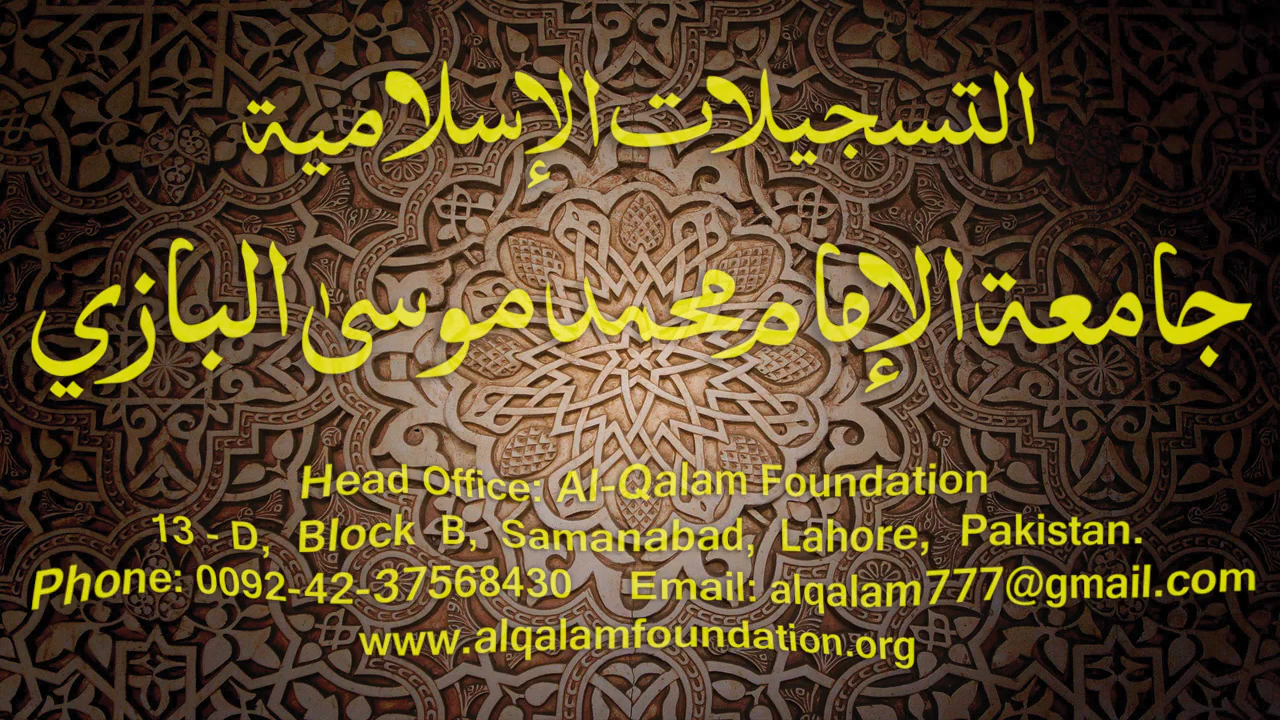 التسجيلات الإسلامية
جامعة الإمام محمد موسى البازي
Head Office: Al-Qalam Foundation
13 - D, Block B, Samanabad, Lahore, Pakistan.
Phone: 0092-42-37568430 Email: alqalam777@gmail.com
www.alqalamfoundation.org